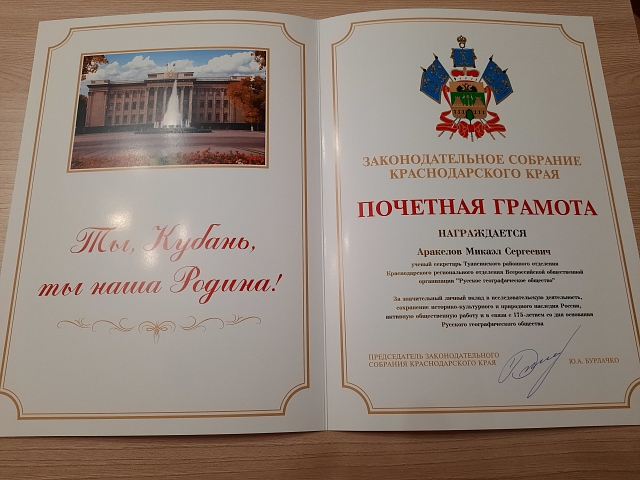 Ты, Кубань,
ты наша Родина!
ЗАКОНОДАТЕЛЬНОЕ СОБРАНИЕ
КРАСНОДАРСКОГО КРАЯ
ПОЧЕТНАЯ ГРАМОТА
НАГРАЖДАЕТСЯ
Аракелов Микаэл Сергеевич
ученый секретарь Туапсинского районного отделения
Краснодарского регионального отделения Всероссийской общественной
организации "Русское географическое общество"
За значительный личный вклад в исследовательскую деятельность,
сохранение историко-культурного и природного наследия России,
активную общественную работу и в связи с 175-летием со дня основания
Русского географического общества
ПРЕДСЕДАТЕЛЬ ЗАКОНОДАТЕЛЬНОГО
СОБРАНИЯ КРАСНОДАРСКОГО КРАЯ
Ю.А. БУРЛАЧКО